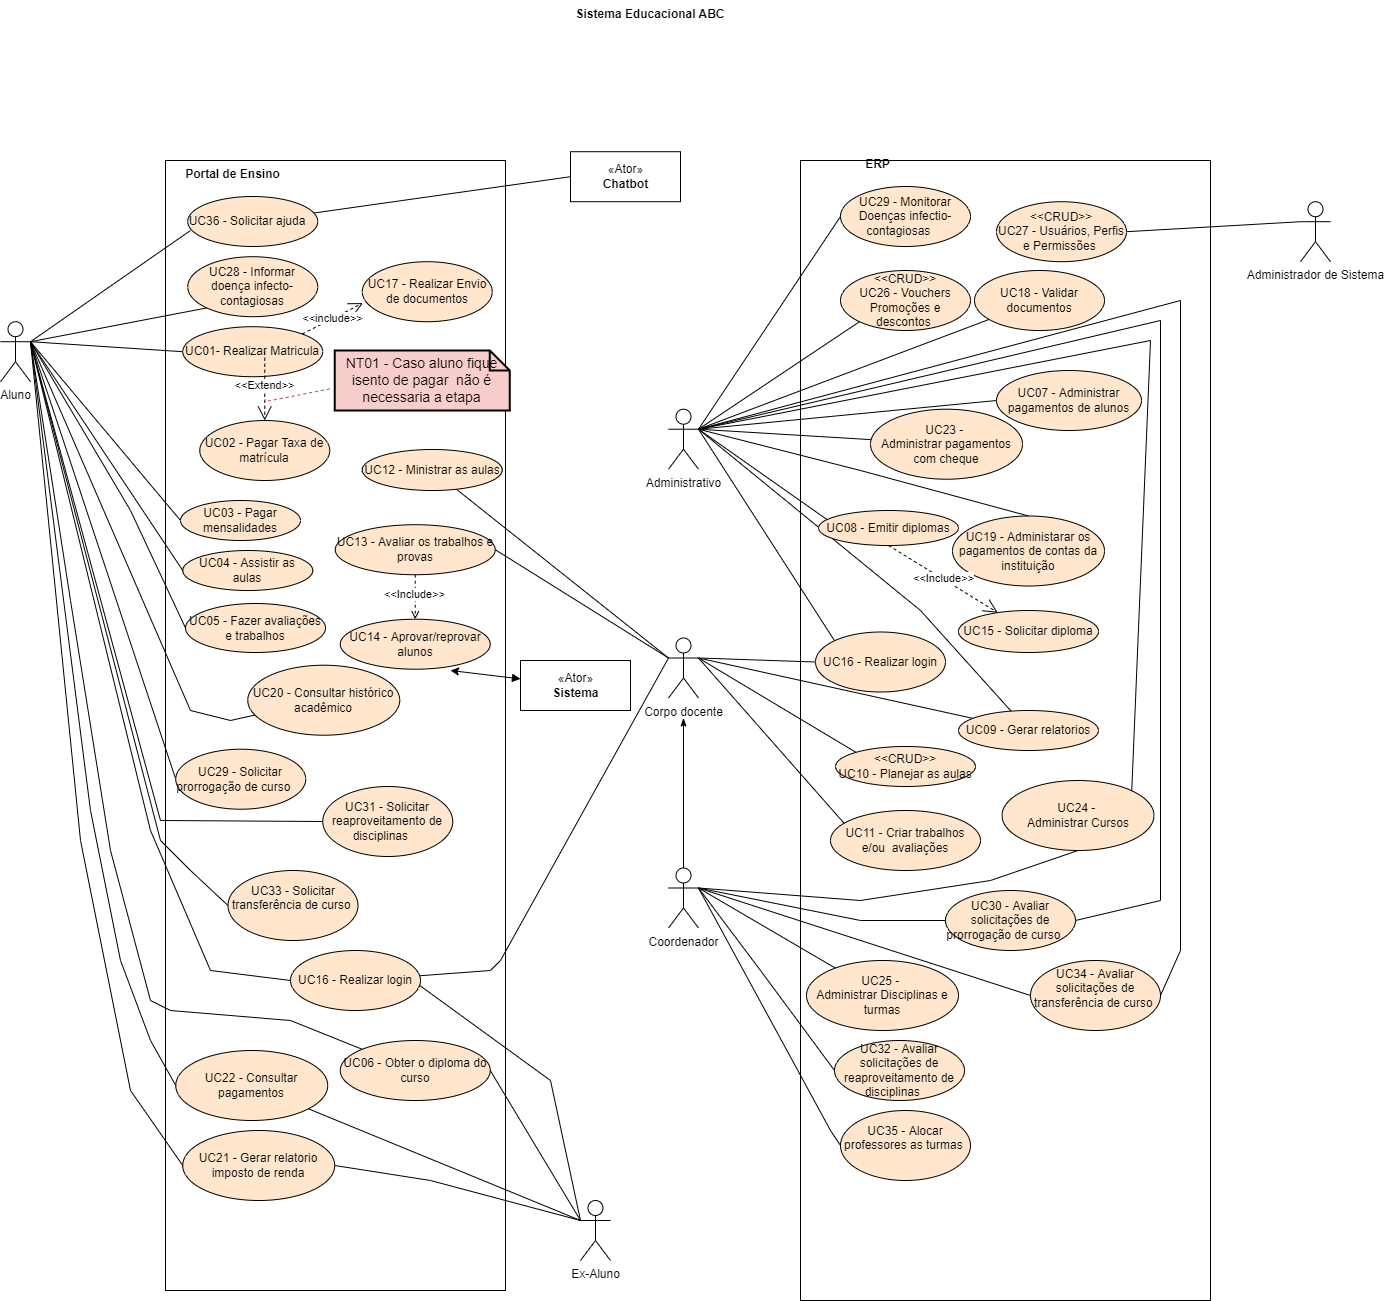 Sistema Educacional ABC
Portal de Ensino
«Ator»
Chatbot
ERP
UC36 - Solicitar ajuda
UC28 - Informar
doença infecto-
contagiosas
UC17 - Realizar Envio
de documentos
<<include>>
UC01- Realizar Matricula
<<Extend>>
NT01 - Caso aluno fique
isento de pagar  não é
necessaria a etapa
Aluno
UC02 - Pagar Taxa de
matrícula
UC12 - Ministrar as aulas
UC03 - Pagar
mensalidades
UC13 - Avaliar os trabalhos e
provas
UC04 - Assistir as
aulas
<<Include>>
UC05 - Fazer avaliações
e trabalhos
UC14 - Aprovar/reprovar
alunos
«Ator»
Sistema
UC20 - Consultar histórico
acadêmico
UC29 - Solicitar
prorrogação de curso
UC31 - Solicitar
reaproveitamento de
disciplinas
UC33 - Solicitar
transferência de curso
UC16 - Realizar login
UC06 - Obter o diploma do
curso
UC22 - Consultar
pagamentos
UC21 - Gerar relatorio
imposto de renda
Ex-Aluno
UC29 - Monitorar
Doenças infectio-
contagiosas
<<CRUD>>
UC27 - Usuários, Perfis
e Permissões
Administrador de Sistema
<<CRUD>>
UC26 - Vouchers
Promoções e
descontos
UC18 - Validar
documentos
UC07 - Administrar
pagamentos de alunos
UC23 -
Administrar pagamentos
com cheque
Administrativo
UC08 - Emitir diplomas
UC19 - Administarar os
pagamentos de contas da
instituição
<<Include>>
UC15 - Solicitar diploma
UC16 - Realizar login
Corpo docente
UC09 - Gerar relatorios
<<CRUD>>
UC10 - Planejar as aulas
UC24 -
Administrar Cursos
UC11 - Criar trabalhos
e/ou  avaliações
Coordenador
UC30 - Avaliar
solicitações de
prorrogação de curso
UC25 -
Administrar Disciplinas e
turmas
UC34 - Avaliar
solicitações de
transferência de curso
UC32 - Avaliar
solicitações de
reaproveitamento de
disciplinas
UC35 - Alocar
professores as turmas